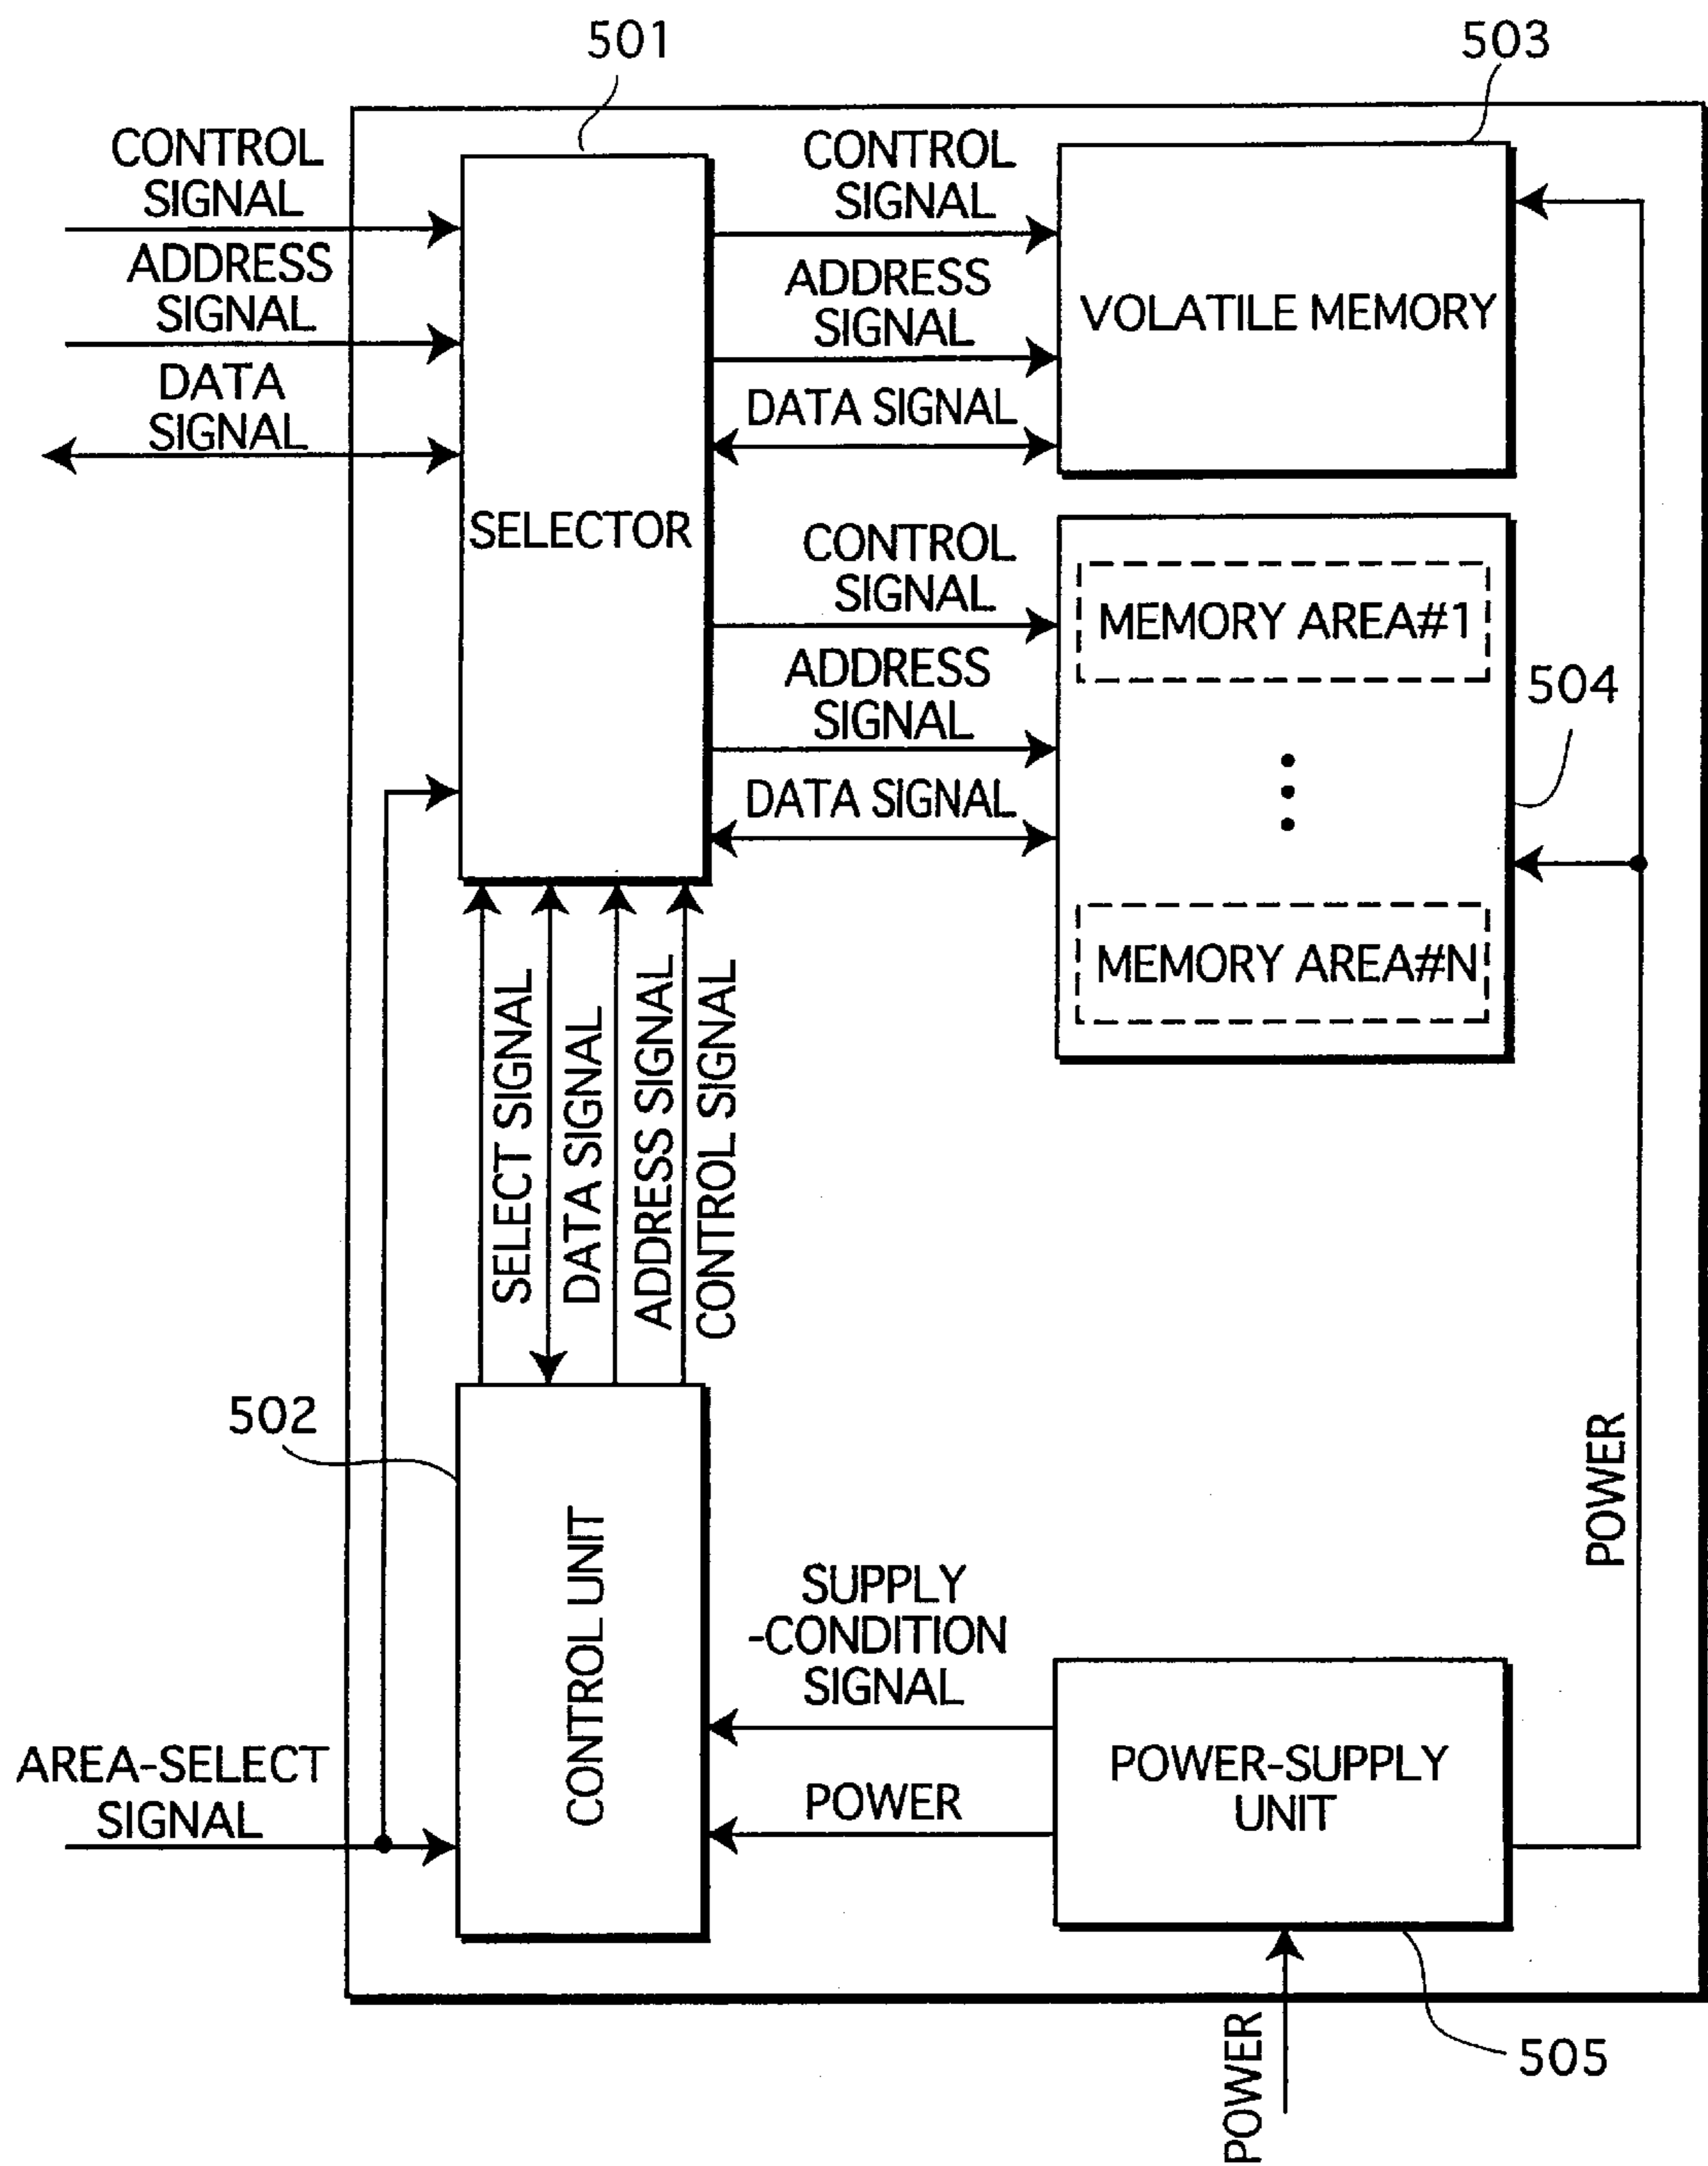 501
503
CONTROL
SIGNAL
ADDRESS
SIGNAL
DATA
SIGNAL
SELECTOR
CONTROL
SIGNAL
ADDRESS
SIGNAL
DATA SIGNAL
VOLATILE MEMORY
CONTROL
SIGNAL
ADDRESS
SIGNAL
DATA SIGNAL
MEMORY AREA#1
504
MEMORY AREA#N
SELECT SIGNAL
DATA SIGNAL
ADDRESS SIGNAL
CONTROL SIGNAL
502
CONTROL UNIT
SUPPLY
-CONDITION
SIGNAL
POWER
POWER
AREA-SELECT
SIGNAL
POWER-SUPPLY
UNIT
505
POWER